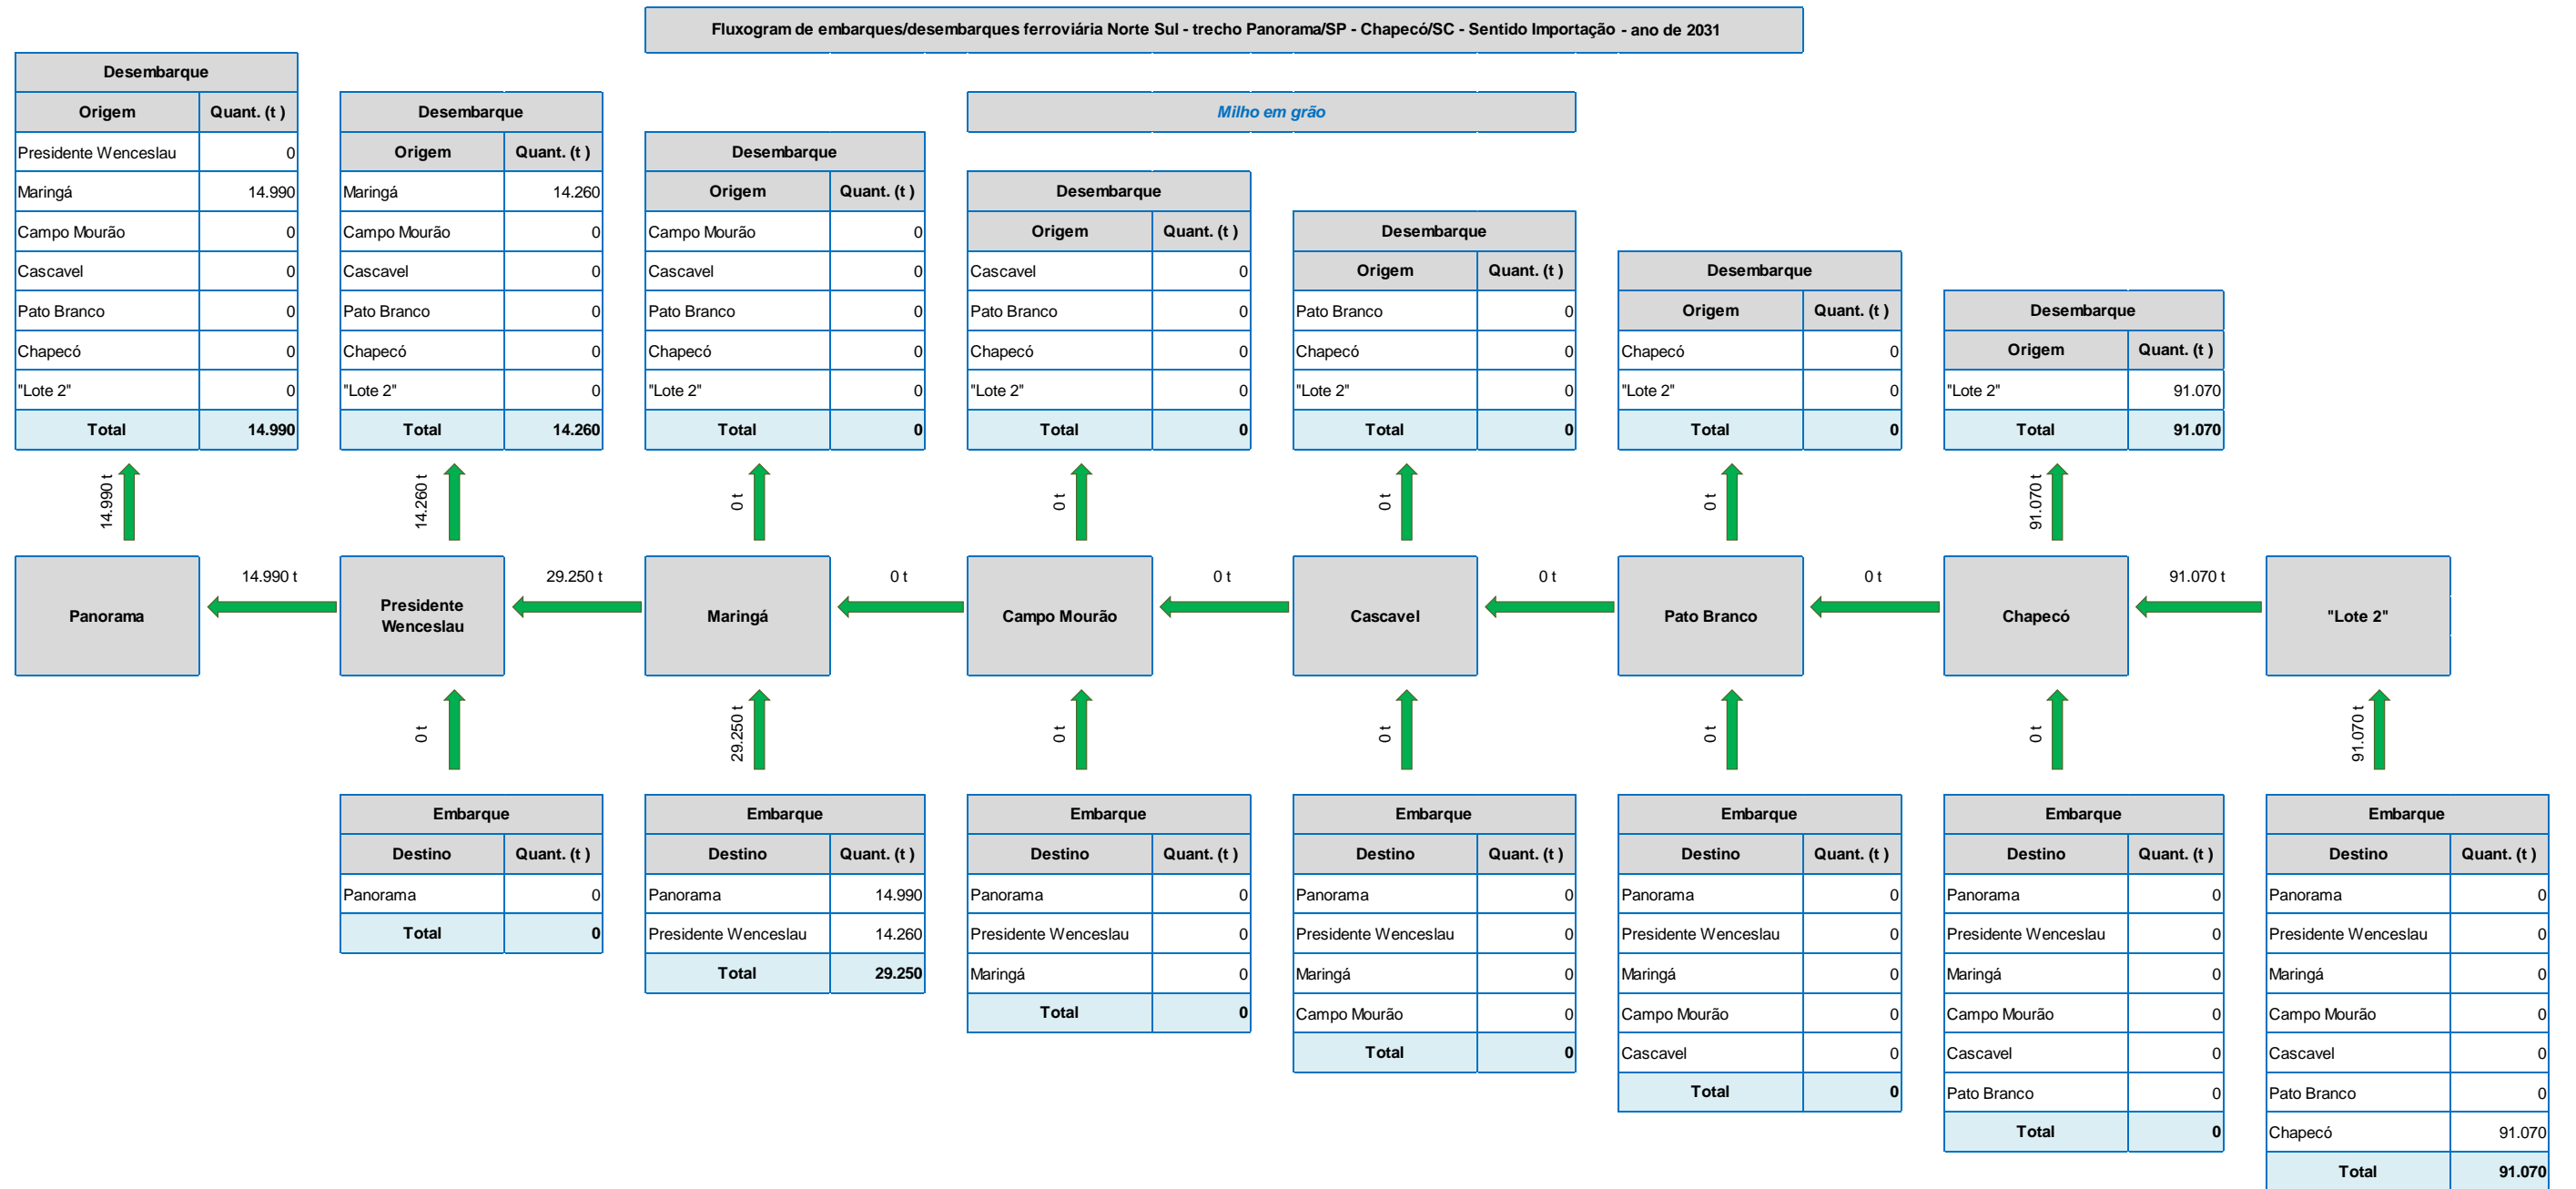 Fluxogram de embarques/desembarques ferroviária Norte Sul - trecho Panorama/SP - Chapecó/SC - Sentido Importação - ano de 2031
Milho em grão
Desembarque
Origem Quant. (t )
Presidente Wenceslau 0
Maringá 14.990
Campo Mourão 0
Cascavel 0
Pato Branco 0
Chapecó 0
"Lote 2" 0
Total 14.990
Desembarque
Origem Quant. (t )
Maringá 14.260
Campo Mourão 0
Cascavel 0
Pato Branco 0
Chapecó 0
"Lote 2" 0
Total 14.260
Desembarque
Origem Quant. (t )
Campo Mourão 0
Cascavel 0
Pato Branco 0
Chapecó 0
"Lote 2" 0
Total 0
Desembarque
Origem Quant. (t )
Cascavel 0
Pato Branco 0
Chapecó 0
"Lote 2" 0
Total 0
Desembarque
Origem Quant. (t )
Pato Branco 0
Chapecó 0
"Lote 2" 0
Total 0
Desembarque
Origem Quant. (t )
Chapecó 0
"Lote 2" 0
Total 0
Desembarque
Origem Quant. (t )
"Lote 2" 91.070
Total 91.070
14.990 t
14.260 t
0 t
0 t
0 t
0 t
91.070 t
Panorama
14.990 t
Presidente
Wenceslau
29.250 t
Maringá
0 t
Campo Mourão
0 t
Cascavel
0 t
Pato Branco
0 t
Chapecó
91.070 t
"Lote 2"
0 t
29.250 t
0 t
0 t
0 t
0 t
91.070 t
Embarque
Destino Quant. (t )
Panorama 0
Total 0
Embarque
Destino Quant. (t )
Panorama 14.990
Presidente Wenceslau 14.260
Total 29.250
Embarque
Destino Quant. (t )
Panorama 0
Presidente Wenceslau 0
Maringá 0
Total 0
Embarque
Destino Quant. (t )
Panorama 0
Presidente Wenceslau 0
Maringá 0
Campo Mourão 0
Total 0
Embarque
Destino Quant. (t )
Panorama 0
Presidente Wenceslau 0
Maringá 0
Campo Mourão 0
Cascavel 0
Total 0
Embarque
Destino Quant. (t )
Panorama 0
Presidente Wenceslau 0
Maringá 0
Campo Mourão 0
Cascavel 0
Pato Branco 0
Total 0
Embarque
Destino Quant. (t )
Panorama 0
Presidente Wenceslau 0
Maringá 0
Campo Mourão 0
Cascavel 0
Pato Branco 0
Chapecó 91.070
Total 91.070